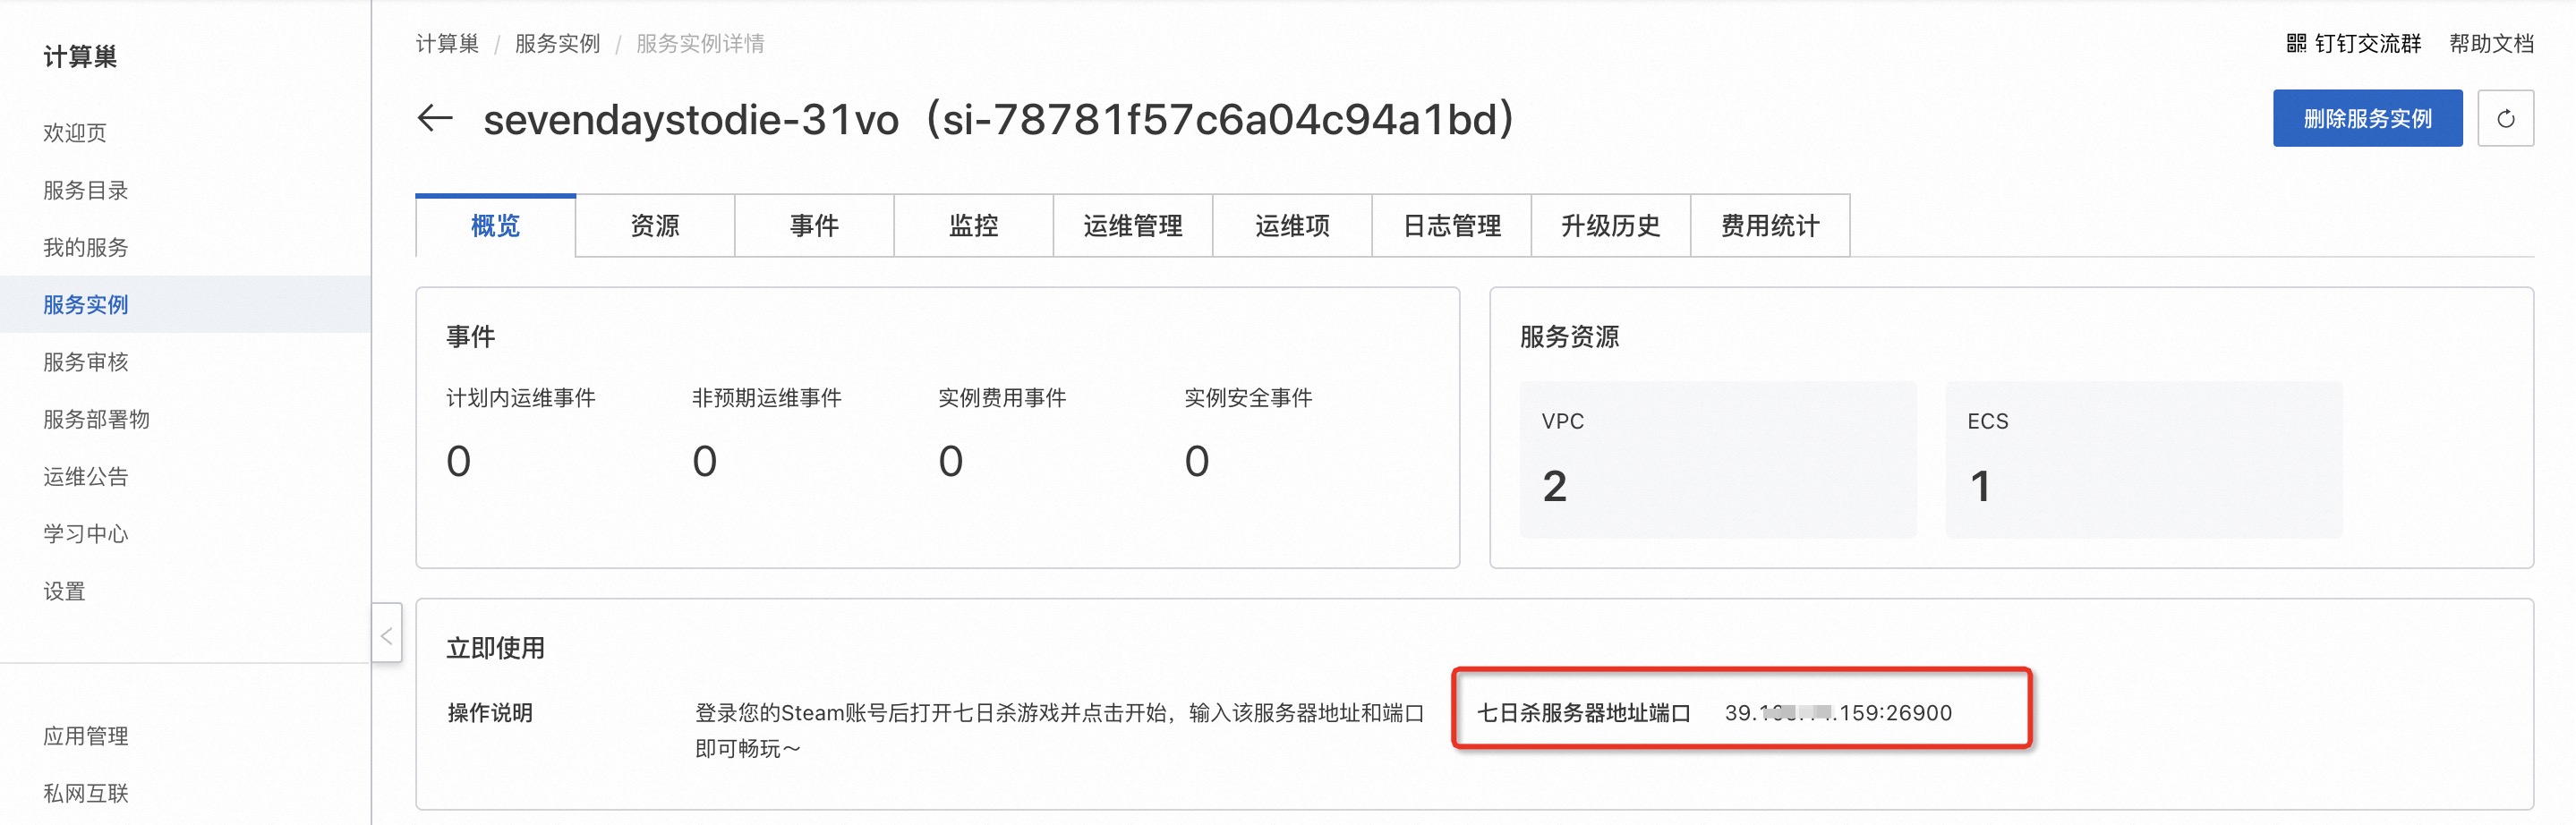 计算巢
欢迎页
服务目录
我的服务
服务实例
服务审核
服务部署物
运维公告
学习中心
设置
应用管理
私网互联
计算巢 / 服务实例 / 服务实例详情
钉钉交流群 帮助文档
← sevendaystodie-31vo（si-78781f57c6a04c94a1bd）
删除服务实例
概览 资源 事件 监控 运维管理 运维项 日志管理 升级历史 费用统计
事件
计划内运维事件 非预期运维事件 实例费用事件 实例安全事件
0 0 0 0
服务资源
VPC ECS
2 1
立即使用
操作说明 登录您的Steam账号后打开七日杀游戏并点击开始，输入该服务器地址和端口
即可畅玩～
七日杀服务器地址端口 39. .159:26900